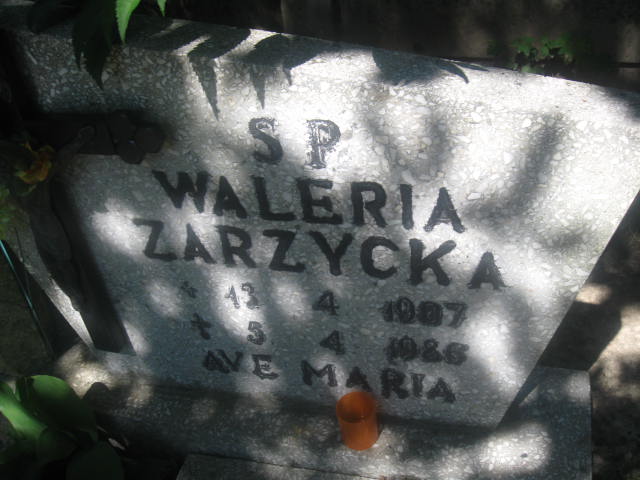 SP
WALERIA
ZARZYCKA
* 13 4 1907
+ 5 4 1986
AVE MARIA